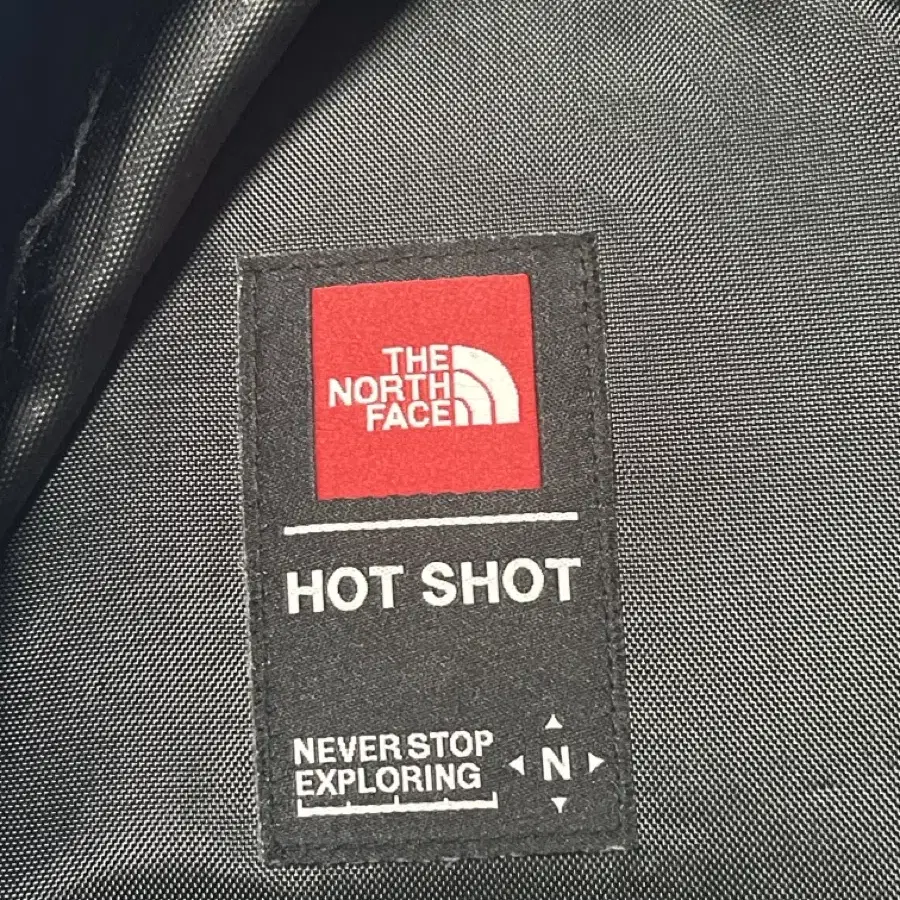 THE
NORTH
FACE
HOT SHOT
NEVER STOP
EXPLORING
N